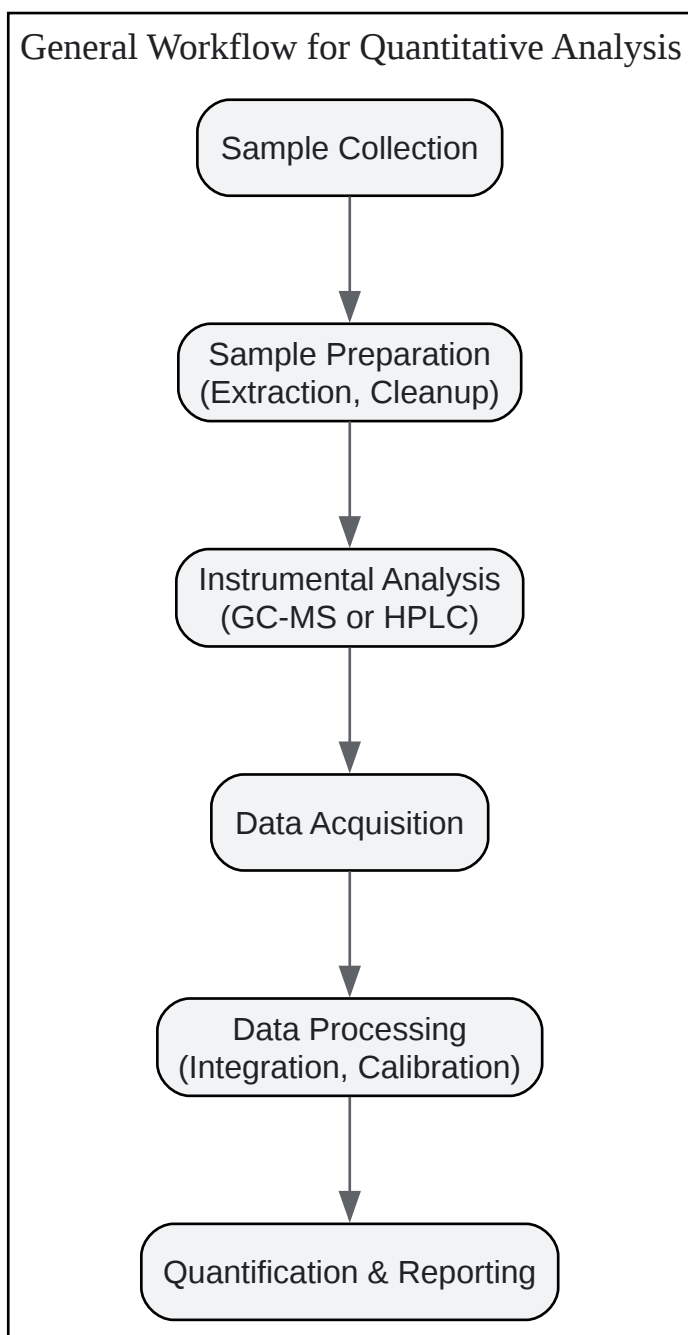 General Workflow for Quantitative Analysis
Sample Collection
Sample Preparation
(Extraction, Cleanup)
Instrumental Analysis
(GC-MS or HPLC)
Data Acquisition
Data Processing
(Integration, Calibration)
Quantification & Reporting